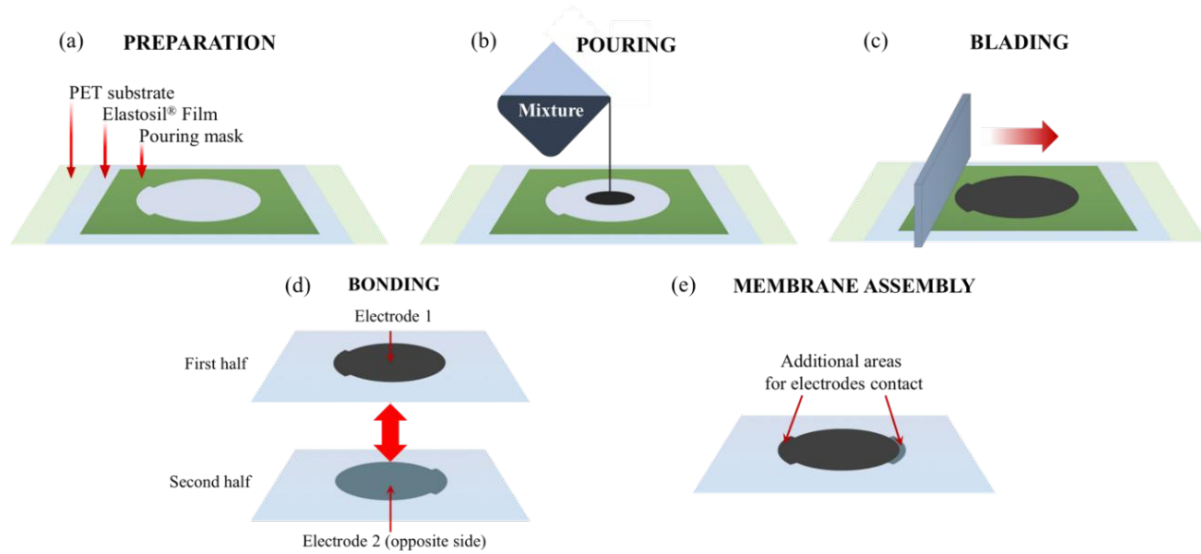 (a) PREPARATION
PET substrate
Elastosil® Film
Pouring mask
(b) POURING
Mixture
(c) BLADING
(d) BONDING
Electrode 1
First half
Second half
Electrode 2 (opposite side)
(e) MEMBRANE ASSEMBLY
Additional areas
for electrodes contact